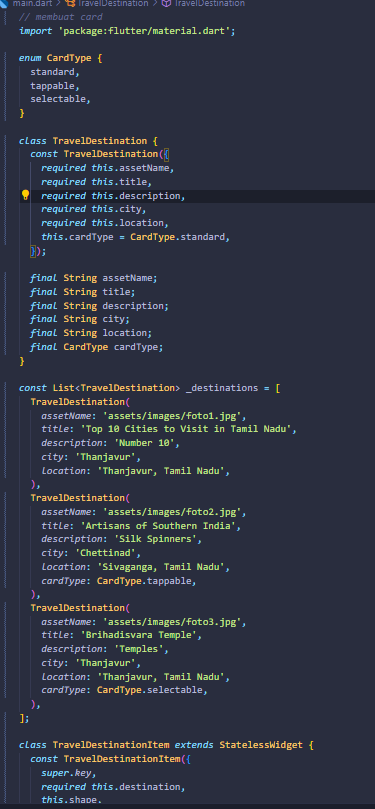 main.dart > TravelDestination > TravelDestination
// membuat card
import 'package:flutter/material.dart';
enum CardType {
standard,
tappable,
selectable,
}
class TravelDestination {
const TravelDestination({
required this.assetName,
required this.title,
required this.description,
required this.city,
required this.location,
this.cardType = CardType.standard,
});
final String assetName;
final String title;
final String description;
final String city;
final String location;
final CardType cardType;
}
const List<TravelDestination> _destinations = [
TravelDestination(
assetName: 'assets/images/foto1.jpg',
title: 'Top 10 Cities to Visit in Tamil Nadu',
description: 'Number 10',
city: 'Thanjavur',
location: 'Thanjavur, Tamil Nadu',
),
TravelDestination(
assetName: 'assets/images/foto2.jpg',
title: 'Artisans of Southern India',
description: 'Silk Spinners',
city: 'Chettinad',
location: 'Sivaganga, Tamil Nadu',
cardType: CardType.tappable,
),
TravelDestination(
assetName: 'assets/images/foto3.jpg',
title: 'Brihadisvara Temple',
description: 'Temples',
city: 'Thanjavur',
location: 'Thanjavur, Tamil Nadu',
cardType: CardType.selectable,
),
];
class TravelDestinationItem extends StatelessWidget {
const TravelDestinationItem({
super.key,
required this.destination,
this.shape,